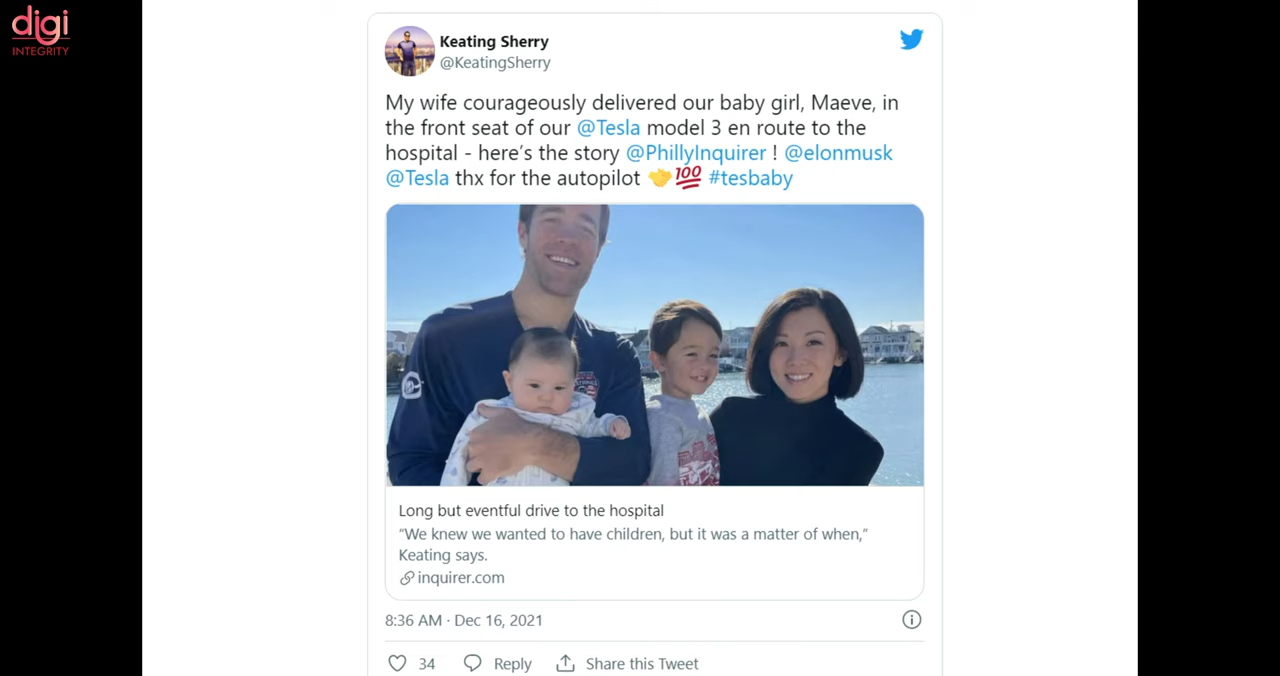 digi
INTEGRITY
Keating Sherry
@KeatingSherry
My wife courageously delivered our baby girl, Maeve, in
the front seat of our @Tesla model 3 en route to the
hospital - here’s the story @PhillyInquirer ! @elonmusk
@Tesla thx for the autopilot 🤝💯 #tesbaby
Long but eventful drive to the hospital
“We knew we wanted to have children, but it was a matter of when,“
Keating says.
inquirer.com
8:36 AM · Dec 16, 2021
34 Reply Share this Tweet